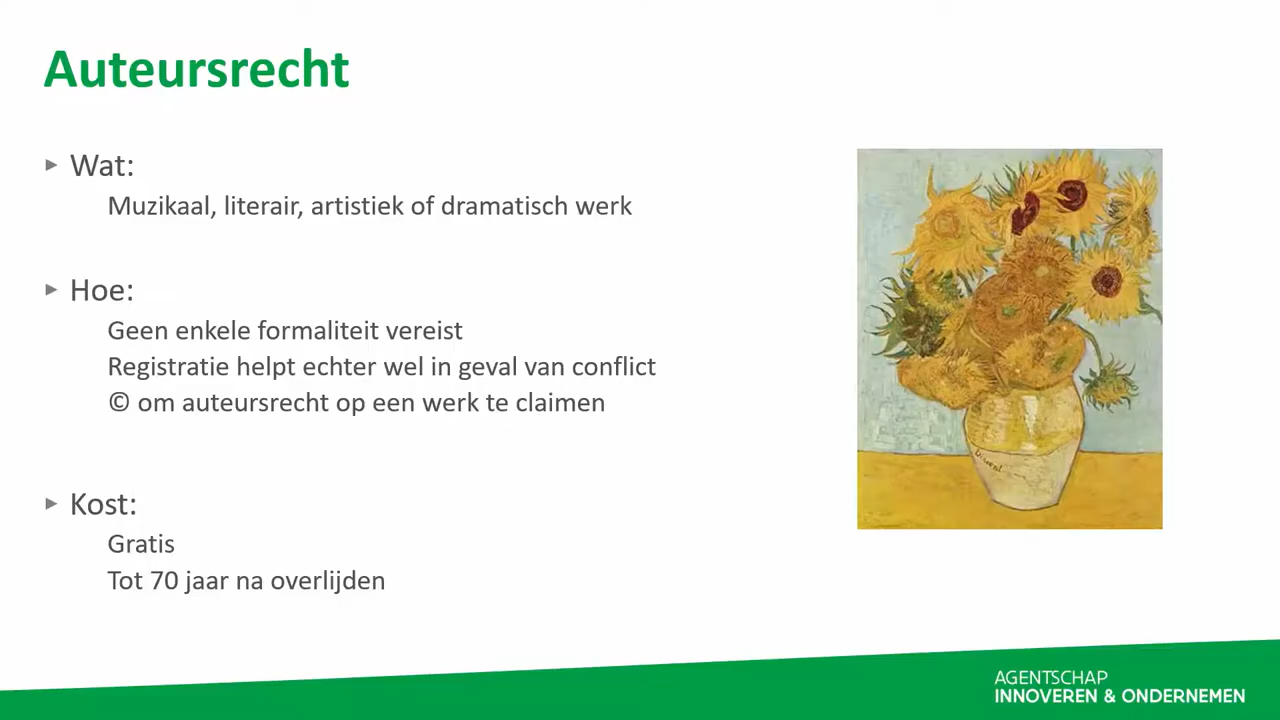 Auteursrecht
Wat:
Muzikaal, literair, artistiek of dramatisch werk
Hoe:
Geen enkele formaliteit vereist
Registratie helpt echter wel in geval van conflict
© om auteursrecht op een werk te claimen
Kost:
Gratis
Tot 70 jaar na overlijden
Vincent
AGENTSCHAP
INNOVEREN & ONDERNEMEN